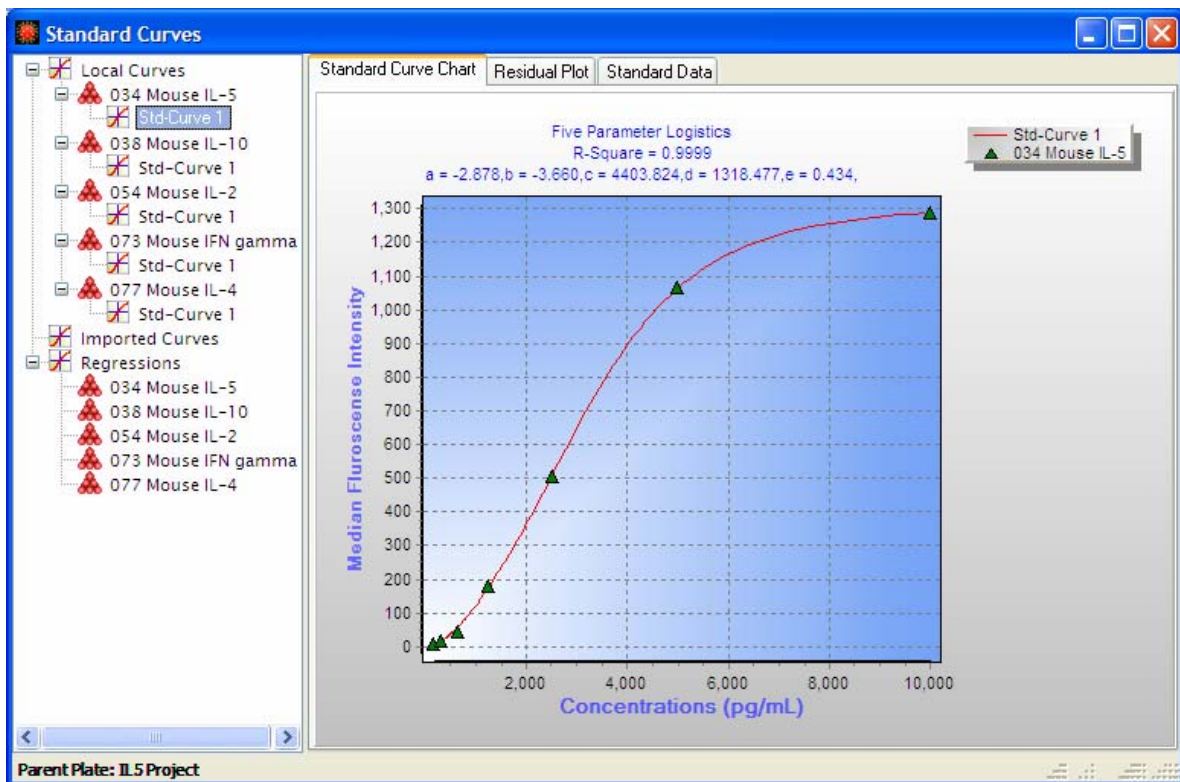 Standard Curves
Local Curves
034 Mouse IL-5
Std-Curve 1
038 Mouse IL-10
Std-Curve 1
054 Mouse IL-2
Std-Curve 1
073 Mouse IFN gamma
Std-Curve 1
077 Mouse IL-4
Std-Curve 1
Imported Curves
Regressions
034 Mouse IL-5
038 Mouse IL-10
054 Mouse IL-2
073 Mouse IFN gamma
077 Mouse IL-4
Standard Curve Chart Residual Plot Standard Data
Five Parameter Logistics
R-Square = 0.9999
a = -2.878,b = -3.660,c = 4403.824,d = 1318.477,e = 0.434,
Std-Curve 1
034 Mouse IL-5
Median Fluroscense Intensity
1,300
1,200
1,100
1,000
900
800
700
600
500
400
300
200
100
0
2,000 4,000 6,000 8,000 10,000
Concentrations (pg/mL)
Parent Plate: IL5 Project